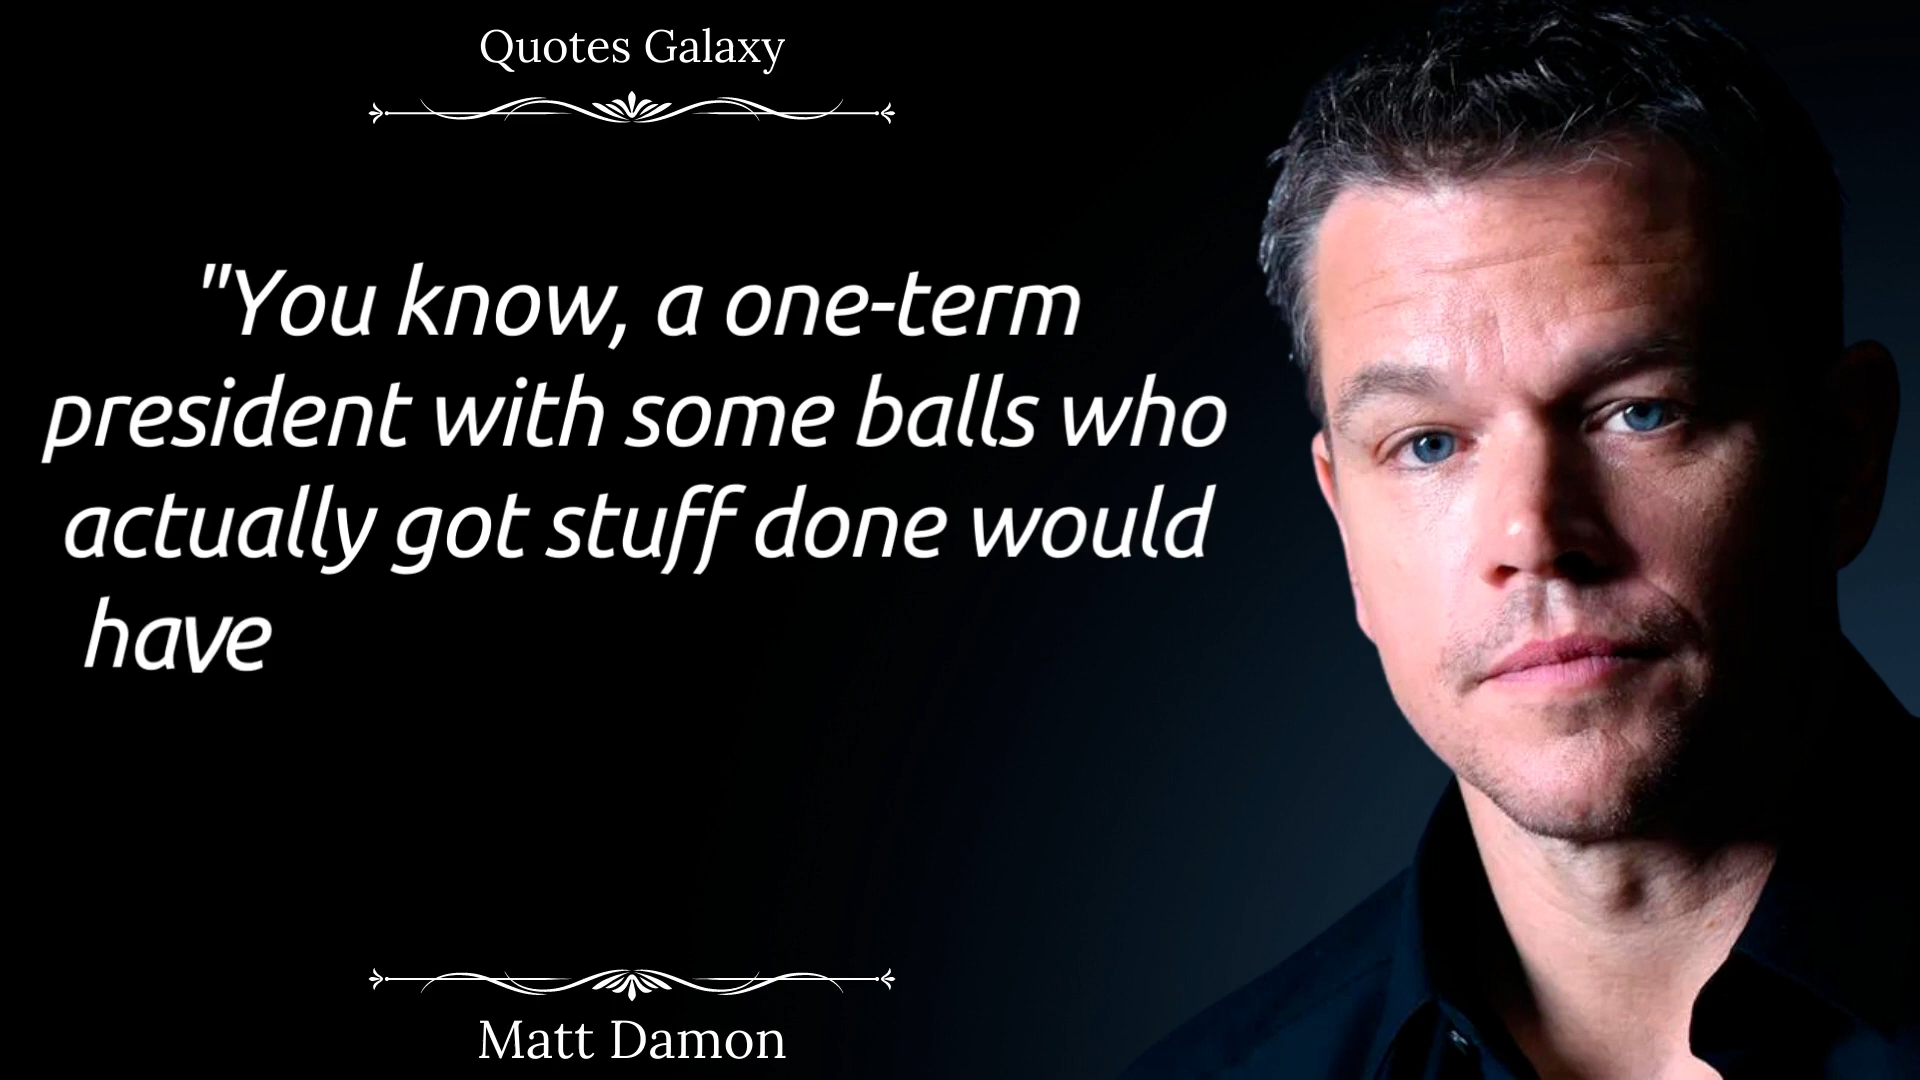 Quotes Galaxy
"You know, a one-term
president with some balls who
actually got stuff done would
have
Matt Damon